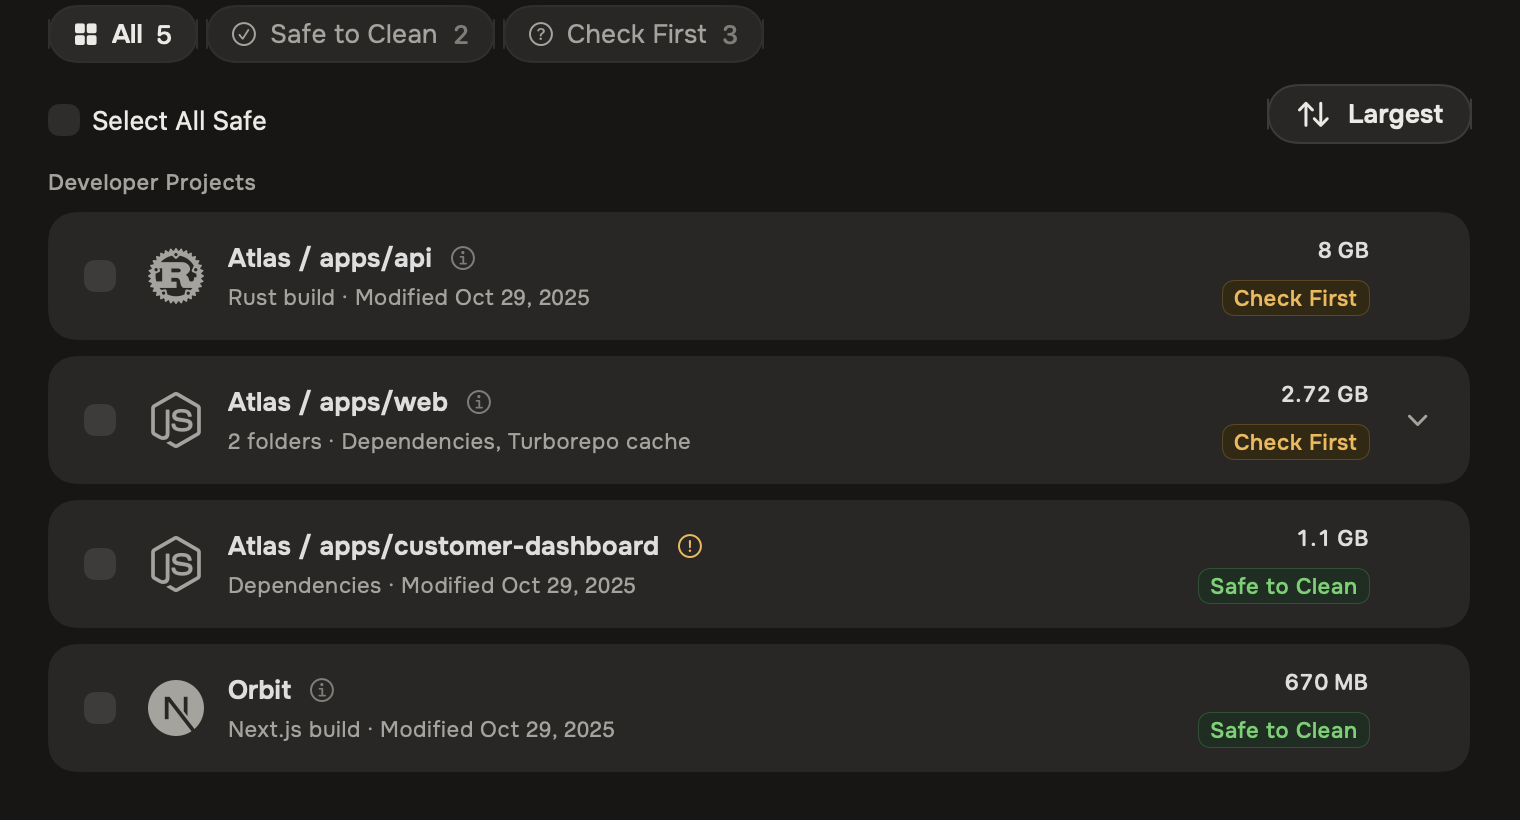 All 5
Safe to Clean 2
Check First 3
Select All Safe
Largest
Developer Projects
Atlas / apps/api
8 GB
Rust build · Modified Oct 29, 2025
Check First
Atlas / apps/web
2.72 GB
2 folders · Dependencies, Turborepo cache
Check First
Atlas / apps/customer-dashboard
1.1 GB
Dependencies · Modified Oct 29, 2025
Safe to Clean
Orbit
670 MB
Next.js build · Modified Oct 29, 2025
Safe to Clean